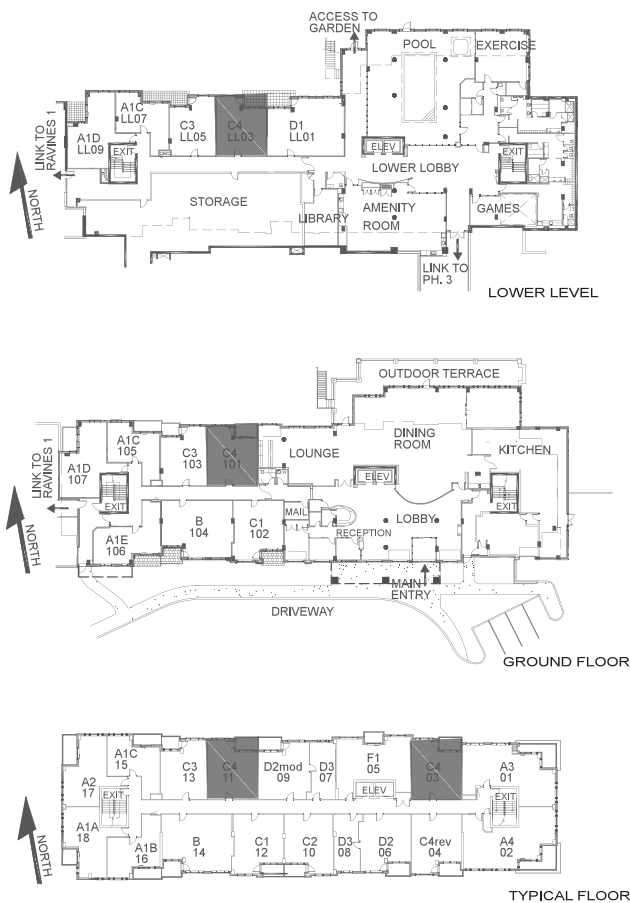 ACCESS TO
GARDEN
POOL
EXERCISE
A1C
LL07
A1D
LL09
C3
LL05
C4
LL03
D1
LL01
LINK TO
RAVINES 1
EXIT
ELEV
EXIT
LOWER LOBBY
NORTH
STORAGE
LIBRARY
AMENITY
ROOM
GAMES
LINK TO
PH. 3
LOWER LEVEL
OUTDOOR TERRACE
LINK TO
RAVINES 1
A1C
105
A1D
107
C3
103
C4
101
LOUNGE
DINING
ROOM
KITCHEN
EXIT
ELEV
EXIT
NORTH
A1E
106
B
104
C1
102
MAIL
RECEPTION
LOBBY
MAIN
ENTRY
DRIVEWAY
GROUND FLOOR
A1C
15
A2
17
C3
13
C4
11
D2mod
09
D3
07
F1
05
C4
03
A3
01
EXIT
ELEV
EXIT
NORTH
A1A
18
A1B
16
B
14
C1
12
C2
10
D3
08
D2
06
C4rev
04
A4
02
TYPICAL FLOOR